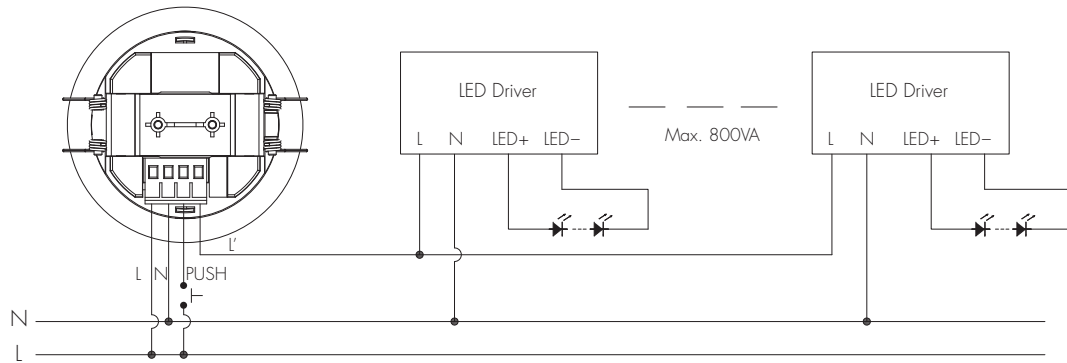 LED Driver
L N LED+ LED−
Max. 800VA
LED Driver
L N LED+ LED−
L'
L N PUSH
N
L